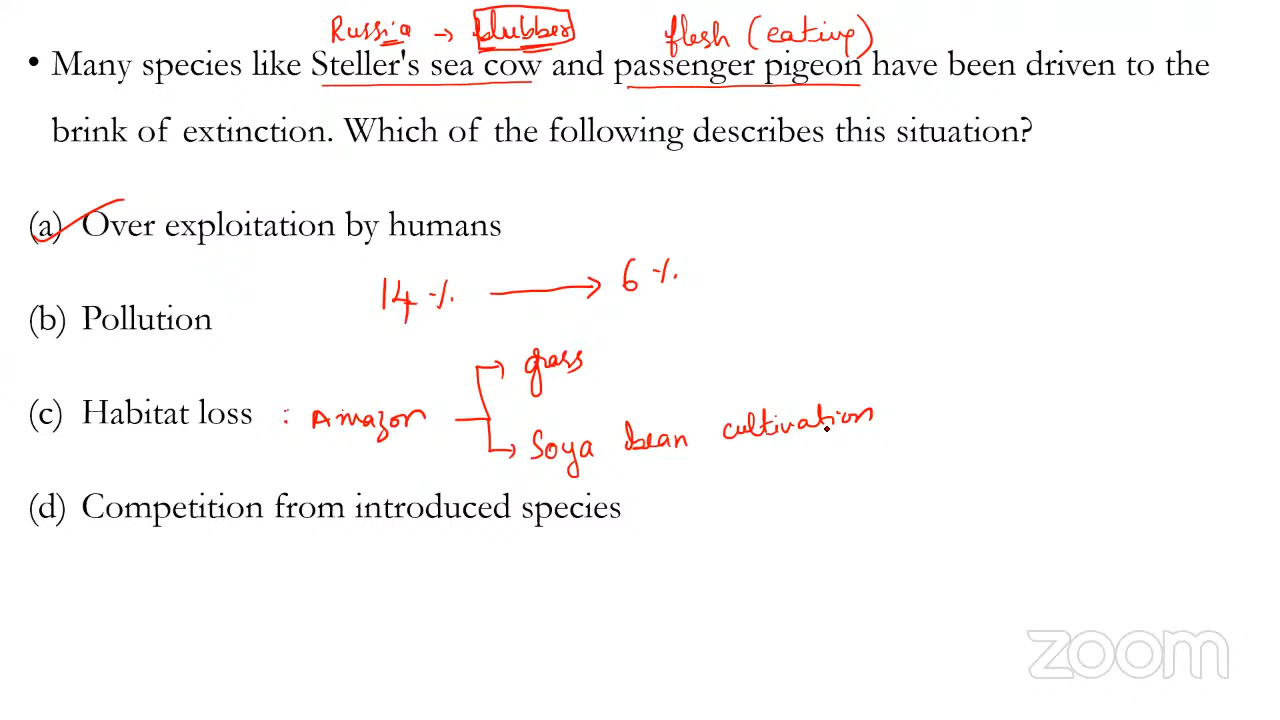 Russia → blubber flesh (eating)
• Many species like Steller's sea cow and passenger pigeon have been driven to the
brink of extinction. Which of the following describes this situation?
(a) Over exploitation by humans
14 % → 6 %
(b) Pollution
grass
(c) Habitat loss : Amazon
Soya bean cultivation
(d) Competition from introduced species
zoom